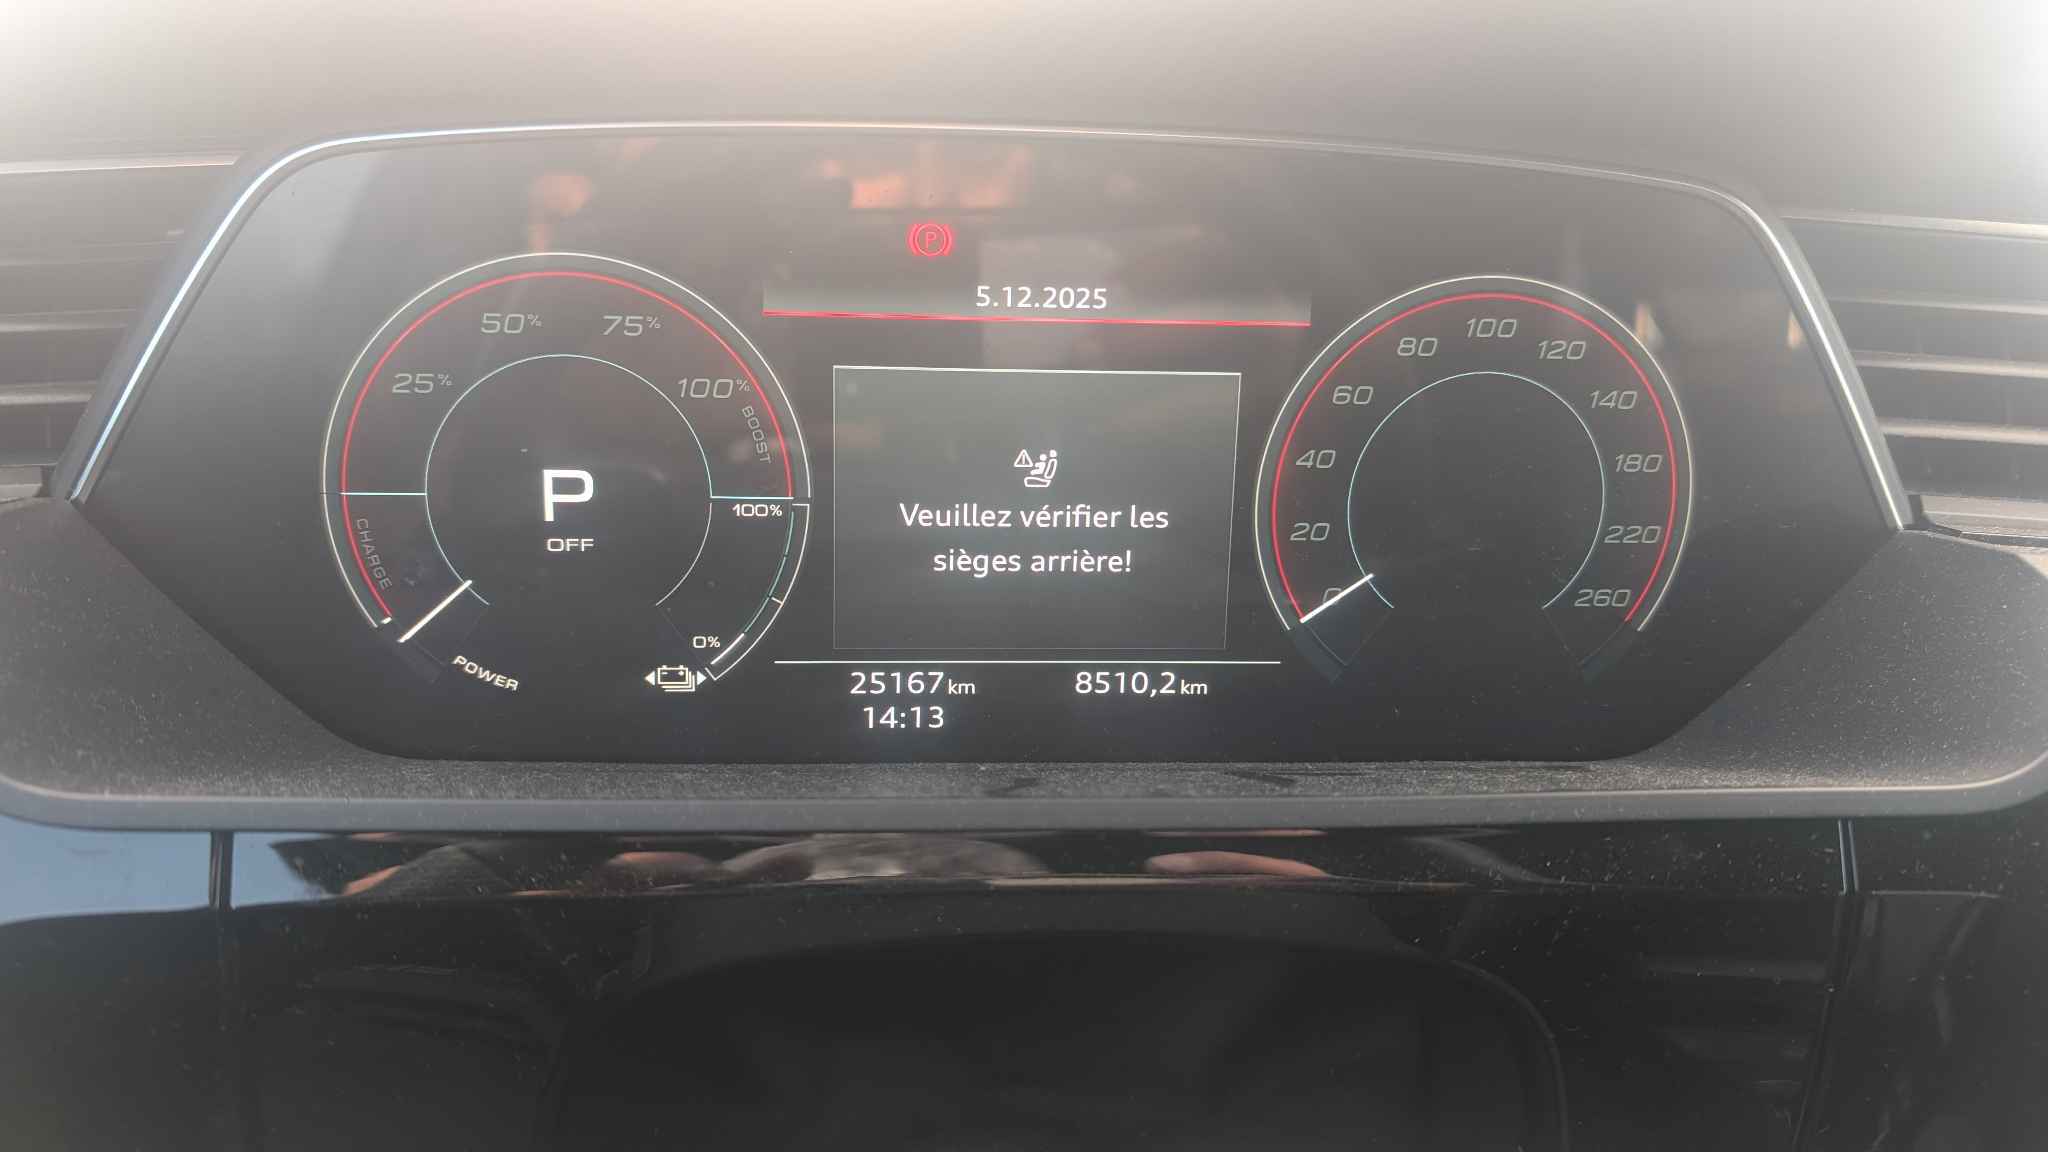 5.12.2025
25%
50%
75%
100%
BOOST
CHARGE
P
OFF
POWER
100%
0%
Veuillez vérifier les
sièges arrière!
0
20
40
60
80
100
120
140
180
220
260
25167 km
8510,2 km
14:13
P